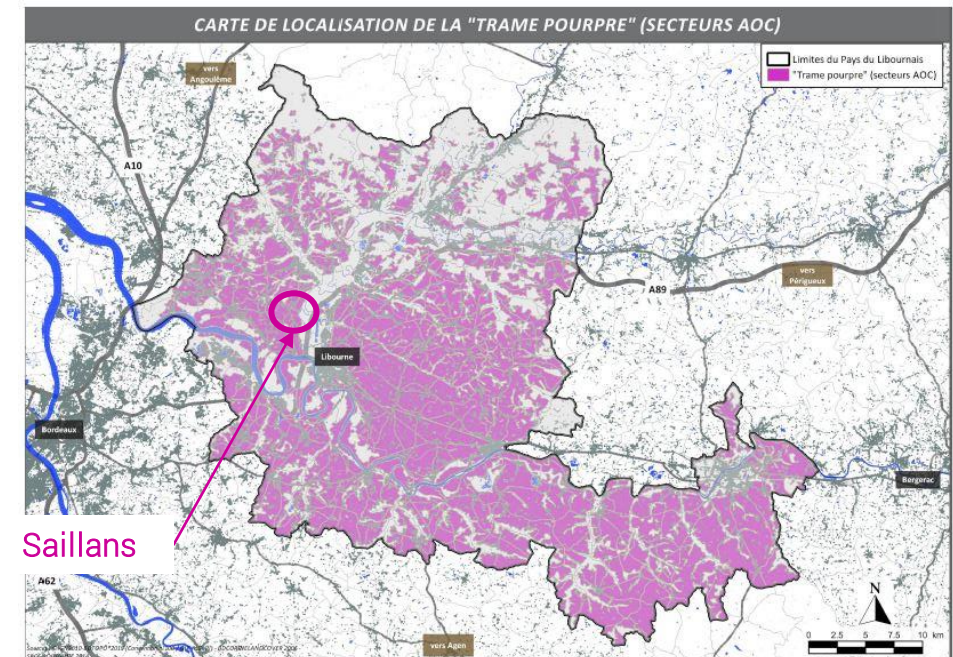 CARTE DE LOCALISATION DE LA "TRAME POURPRE" (SECTEURS AOC)
Limites du Pays du Libournais
"Trame pourpre" (secteurs AOC)
vers
Angoulême
A10
A89
vers
Périgueux
Libourne
Bordeaux
Bergerac
Saillans
A62
vers Agen
N
0 2.5 5 7.5 10 km